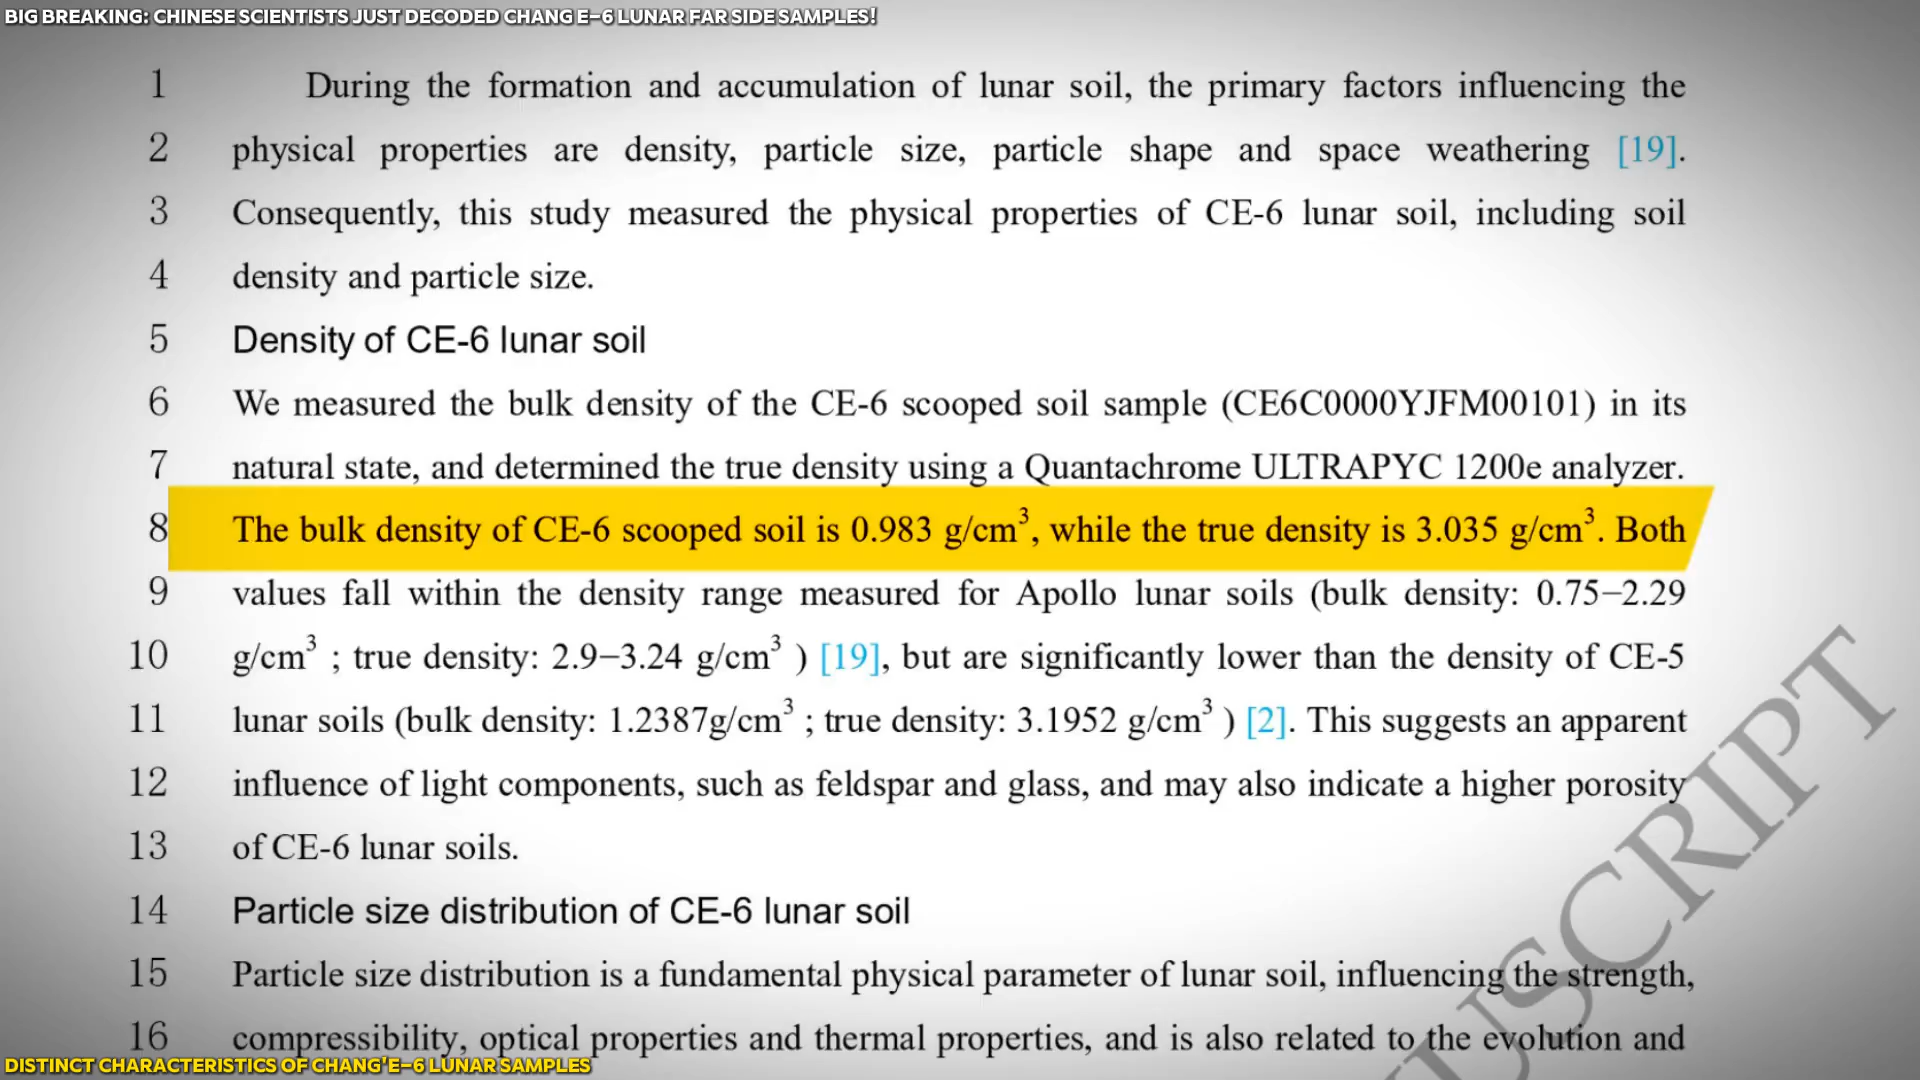 BIG BREAKING: CHINESE SCIENTISTS JUST DECODED CHANG E-6 LUNAR FAR SIDE SAMPLES!
1 During the formation and accumulation of lunar soil, the primary factors influencing the
2 physical properties are density, particle size, particle shape and space weathering [19].
3 Consequently, this study measured the physical properties of CE-6 lunar soil, including soil
4 density and particle size.
5 Density of CE-6 lunar soil
6 We measured the bulk density of the CE-6 scooped soil sample (CE6C0000YJFM00101) in its
7 natural state, and determined the true density using a Quantachrome ULTRAPYC 1200e analyzer.
8 The bulk density of CE-6 scooped soil is 0.983 g/cm³, while the true density is 3.035 g/cm³. Both
9 values fall within the density range measured for Apollo lunar soils (bulk density: 0.75–2.29
10 g/cm³ ; true density: 2.9–3.24 g/cm³ ) [19], but are significantly lower than the density of CE-5
11 lunar soils (bulk density: 1.2387g/cm³ ; true density: 3.1952 g/cm³ ) [2]. This suggests an apparent
12 influence of light components, such as feldspar and glass, and may also indicate a higher porosity
13 of CE-6 lunar soils.
14 Particle size distribution of CE-6 lunar soil
15 Particle size distribution is a fundamental physical parameter of lunar soil, influencing the strength,
16 compressibility, optical properties and thermal properties, and is also related to the evolution and
USCRIPT
DISTINCT CHARACTERISTICS OF CHANG'E-6 LUNAR SAMPLES